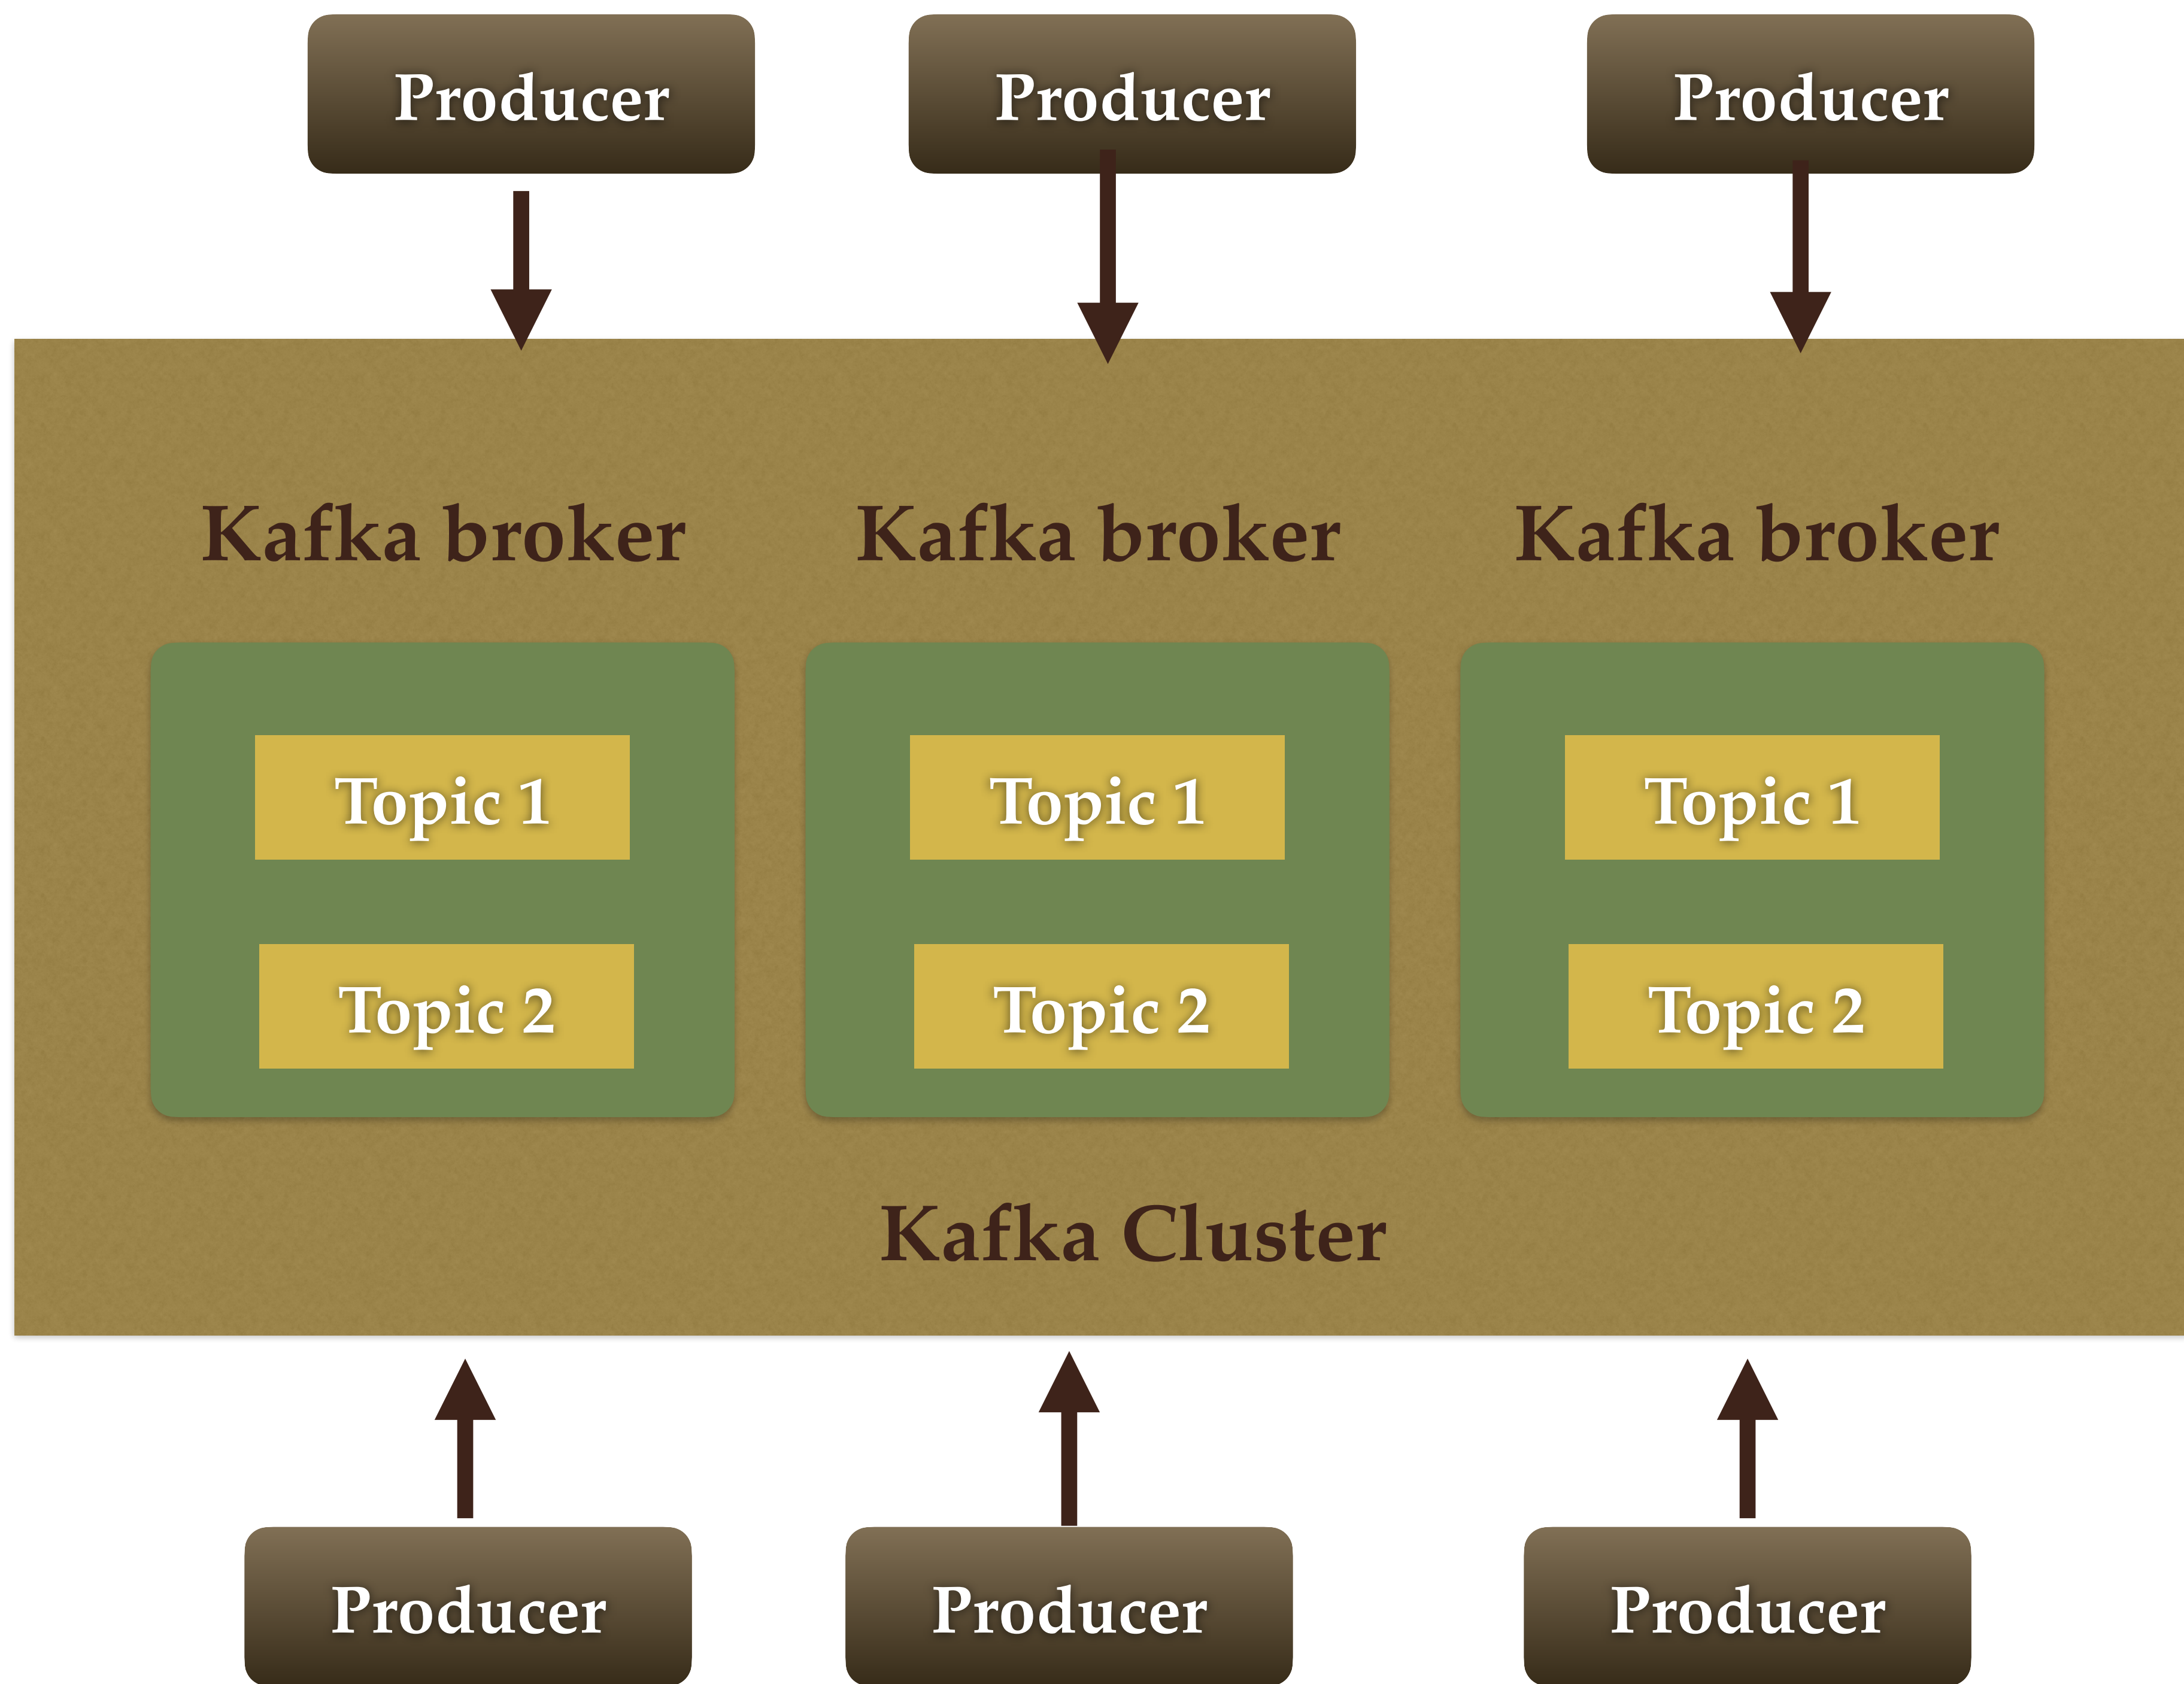 Producer Producer Producer
Kafka broker Kafka broker Kafka broker
Topic 1 Topic 1 Topic 1
Topic 2 Topic 2 Topic 2
Kafka Cluster
Producer Producer Producer